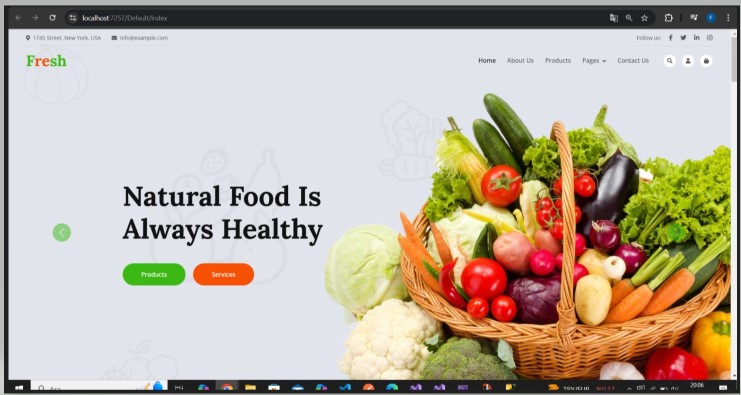 localhost:7257/Default/Index
1745 Street, New York, USA info@example.com Follow us:
Fresh
Home About Us Products Pages Contact Us
Natural Food Is
Always Healthy
Products Services
Ara
20:06